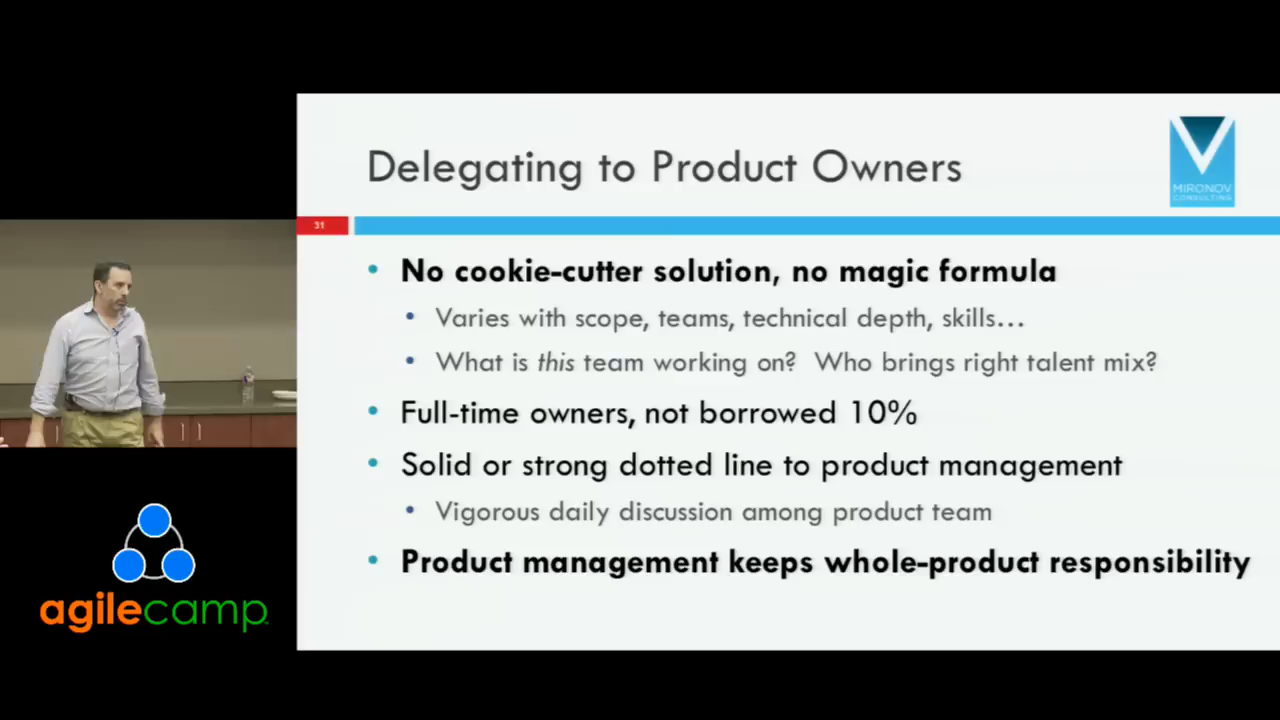 Delegating to Product Owners
MIRONOV
CONSULTING
31
• No cookie-cutter solution, no magic formula
• Varies with scope, teams, technical depth, skills...
• What is this team working on? Who brings right talent mix?
• Full-time owners, not borrowed 10%
• Solid or strong dotted line to product management
• Vigorous daily discussion among product team
• Product management keeps whole-product responsibility
agilecamp